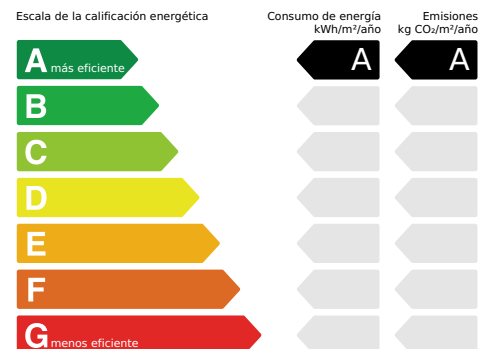 Escala de la calificación energética
Consumo de energía
kWh/m²/año
Emisiones
kg CO₂/m²/año
A más eficiente
A
A
B
C
D
E
F
G menos eficiente